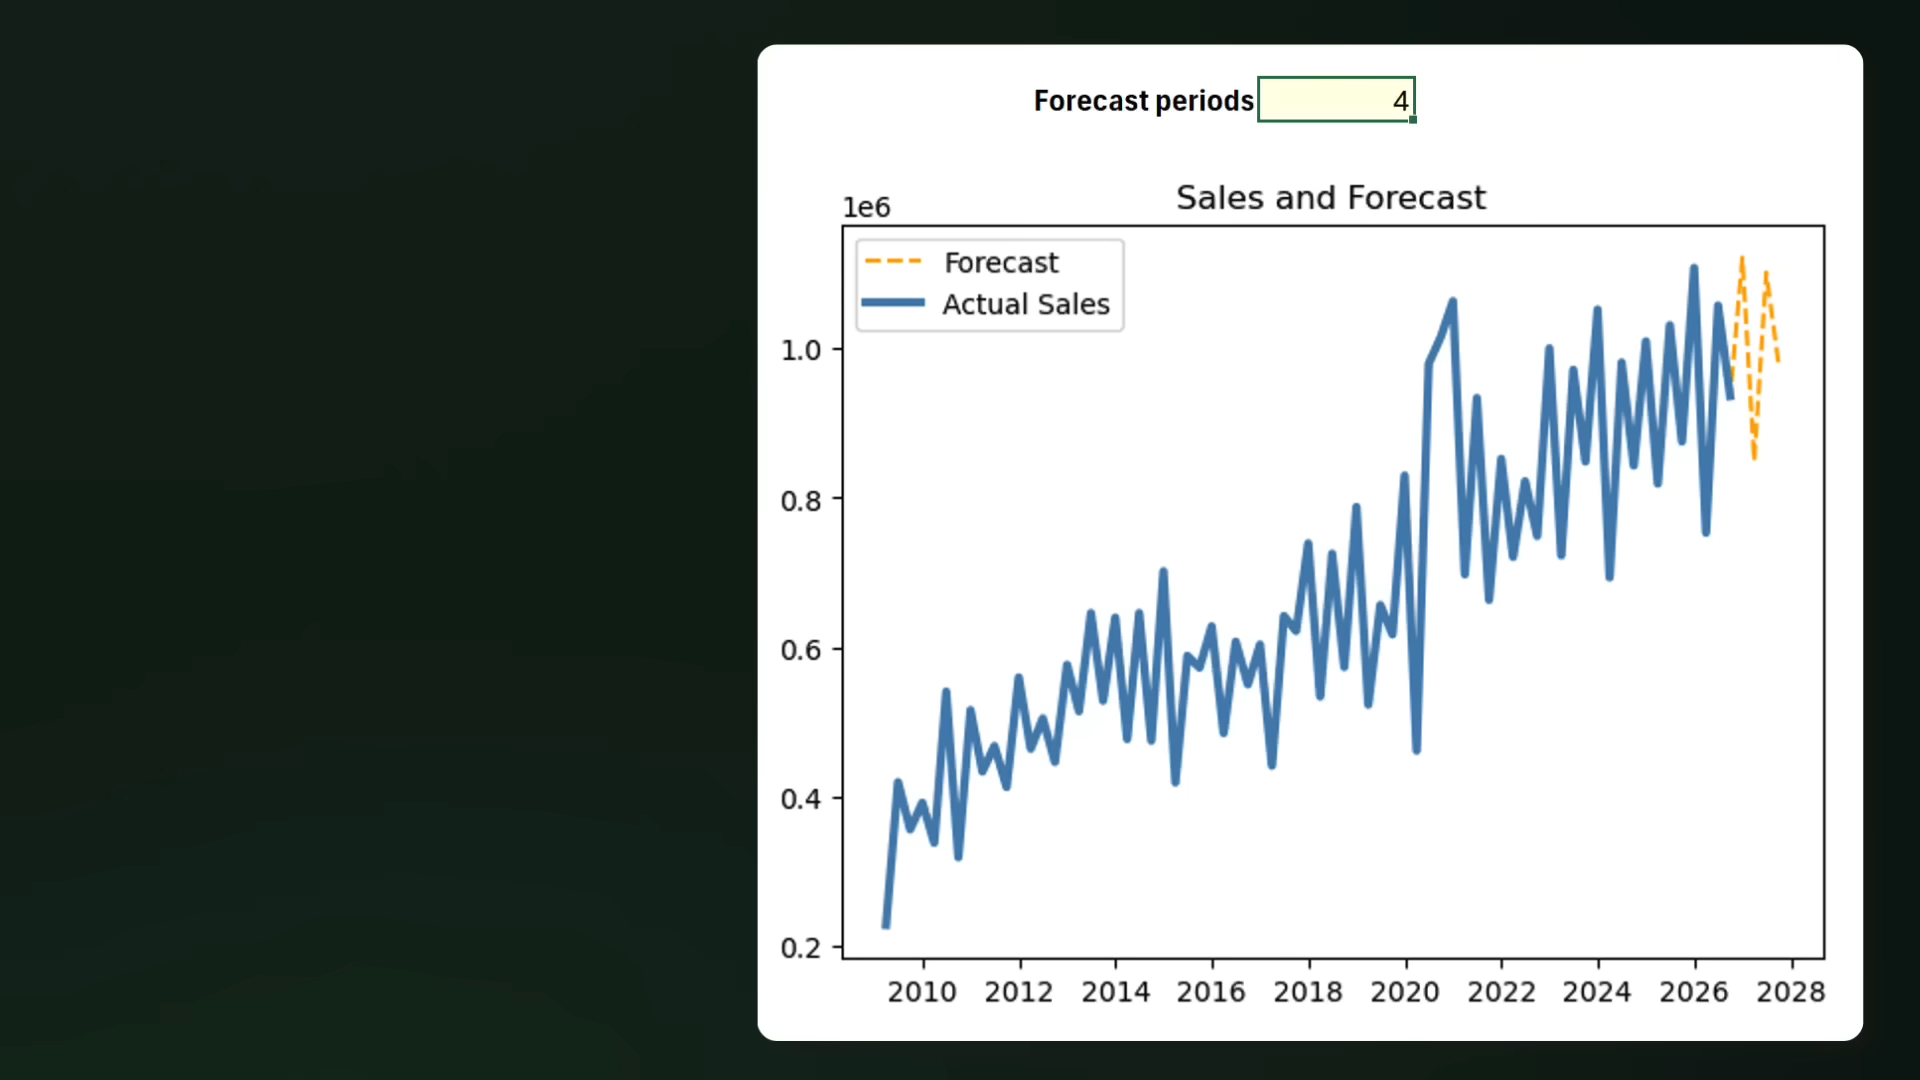 Forecast periods 4
Sales and Forecast
1e6
Forecast
Actual Sales
1.0
0.8
0.6
0.4
0.2
2010 2012 2014 2016 2018 2020 2022 2024 2026 2028